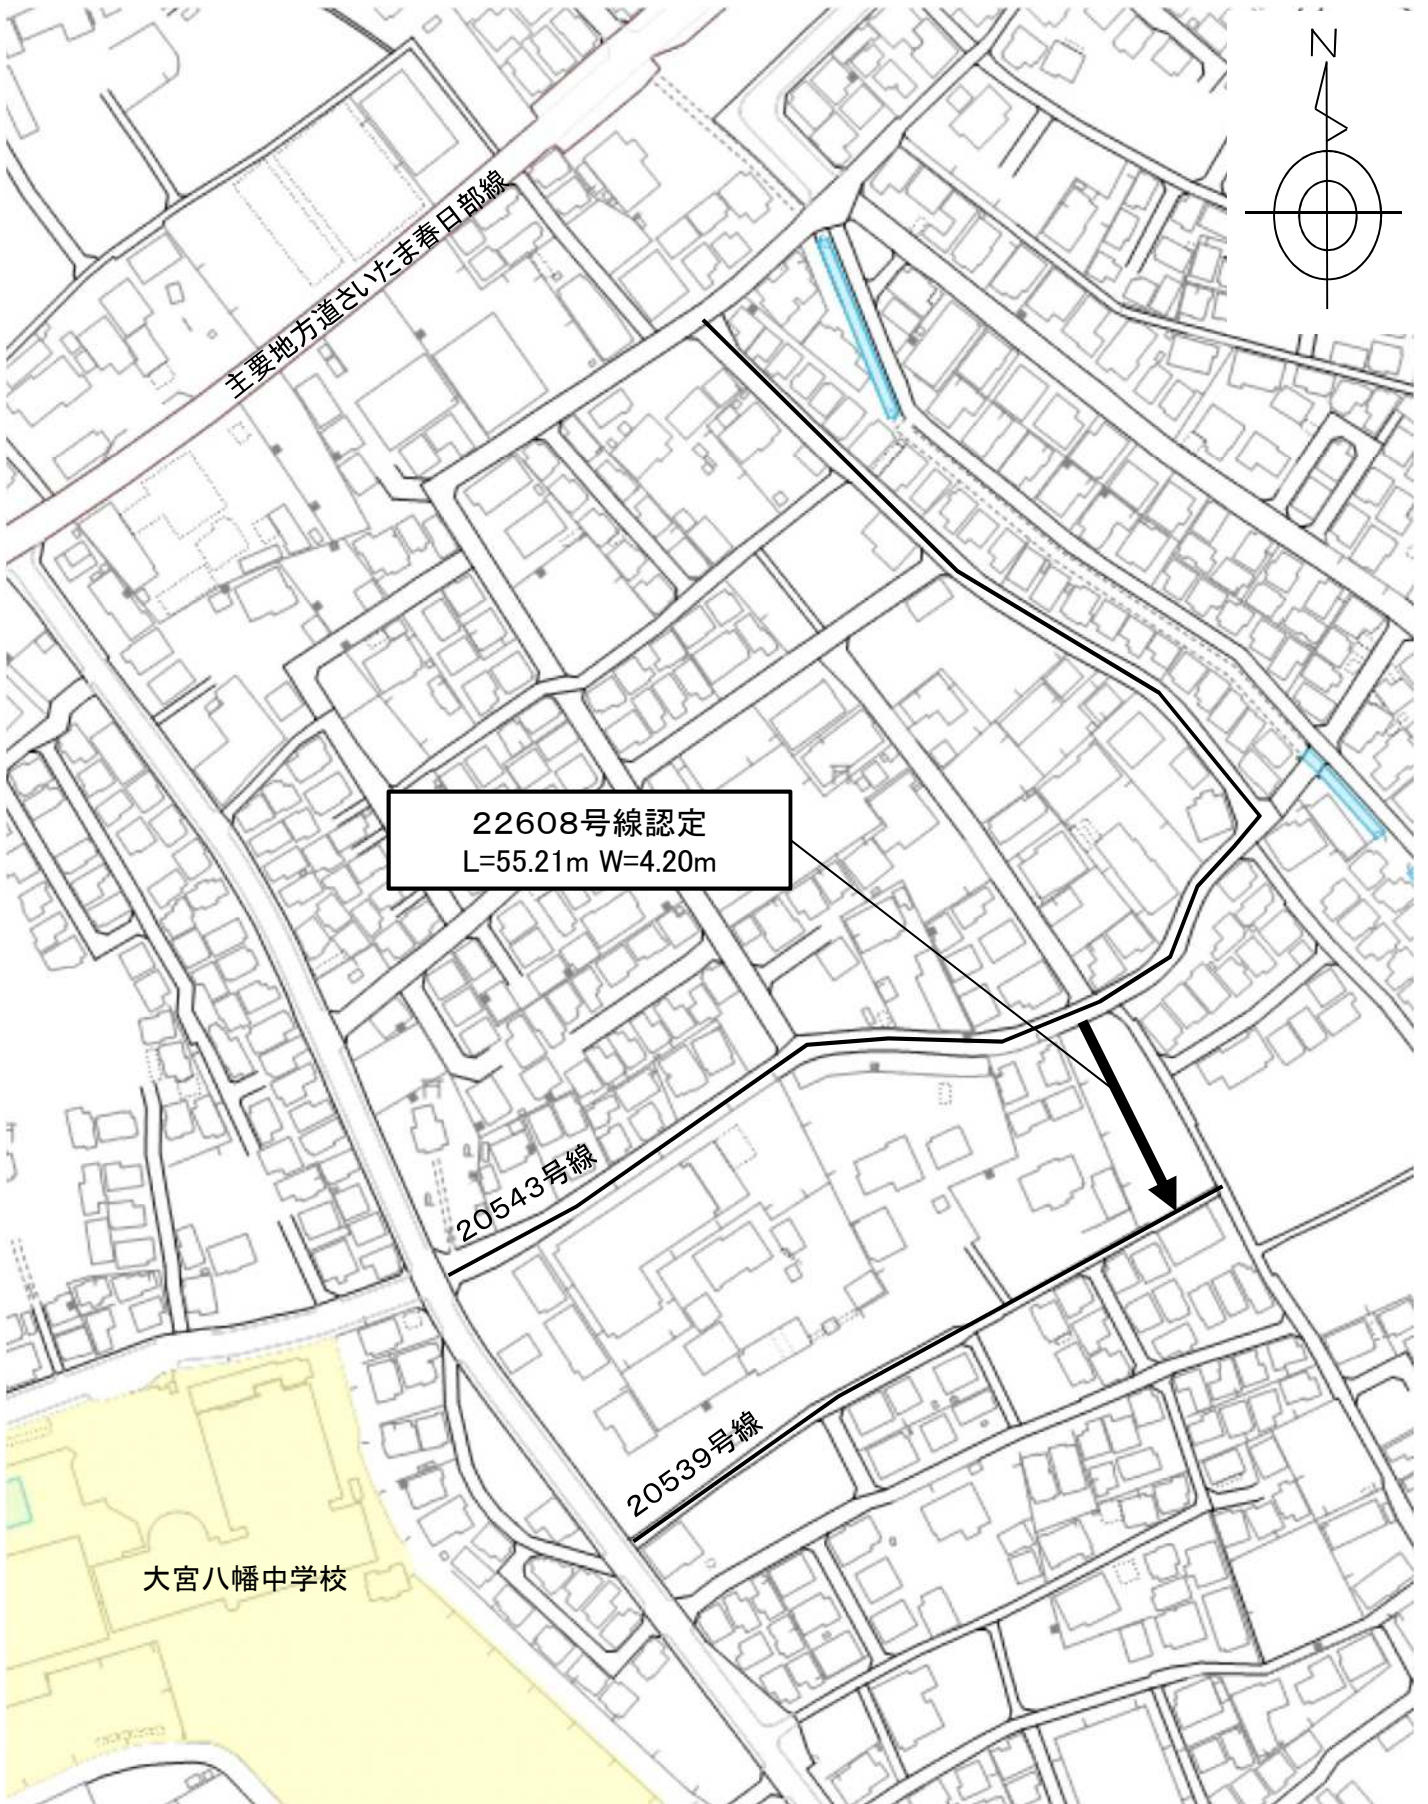 N
主要地方道さいたま春日部線
22608号線認定
L=55.21m W=4.20m
20543号線
20539号線
大宮八幡中学校